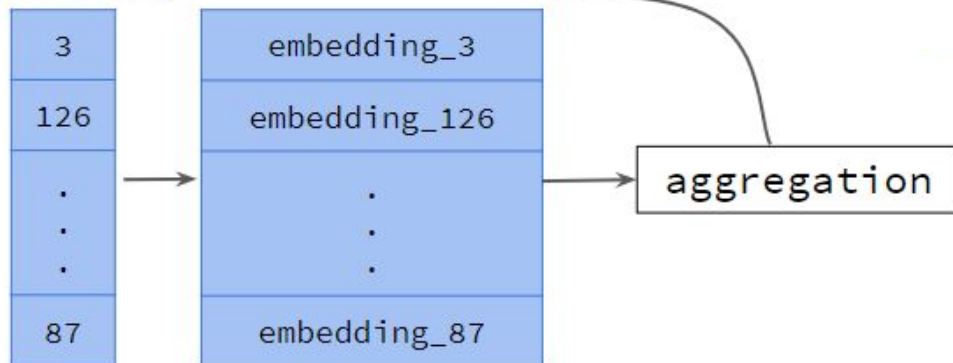 3 embedding_3
126 embedding_126
aggregation
.
.
.
.
.
.
87 embedding_87